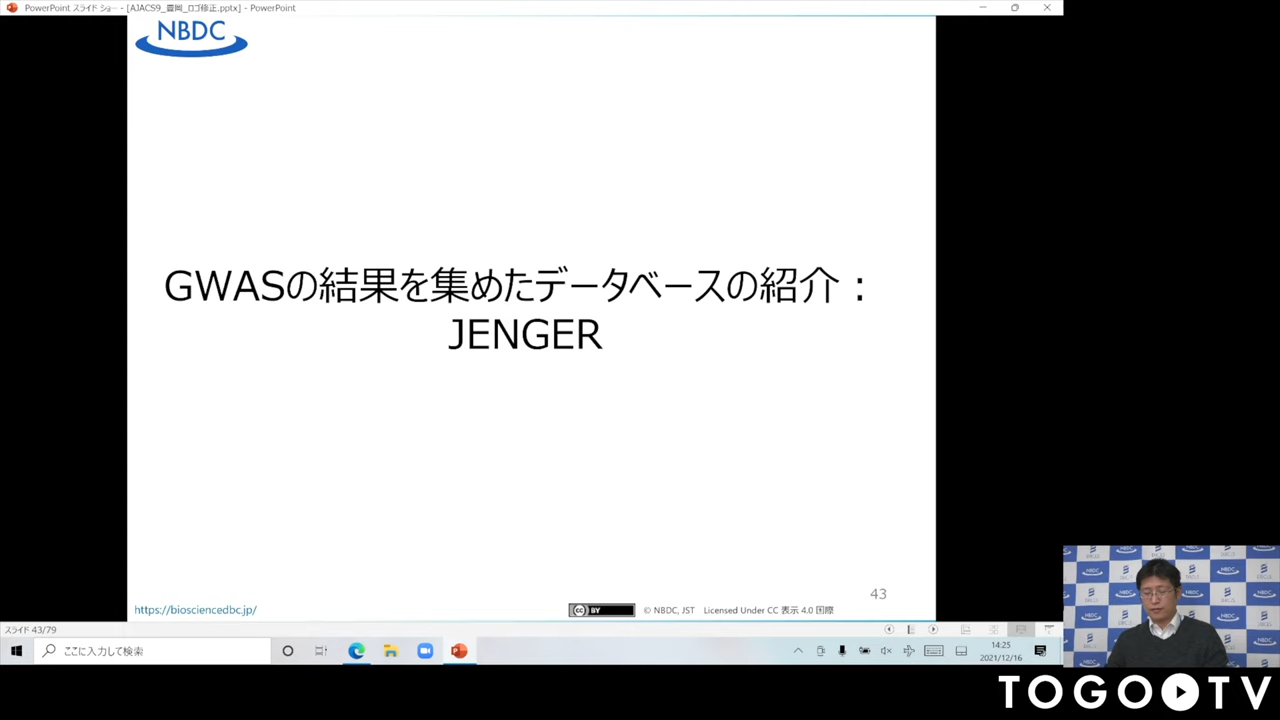 PowerPoint スライド ショー - [AJACS9_豊岡_ロゴ修正.pptx] - PowerPoint
NBDC
GWASの結果を集めたデータベースの紹介：
JENGER
43
https://biosciencedbc.jp/
CC BY
© NBDC, JST Licensed Under CC 表示 4.0 国際
スライド 43/79
ここに入力して検索
14:25
2021/12/16
TOGO TV